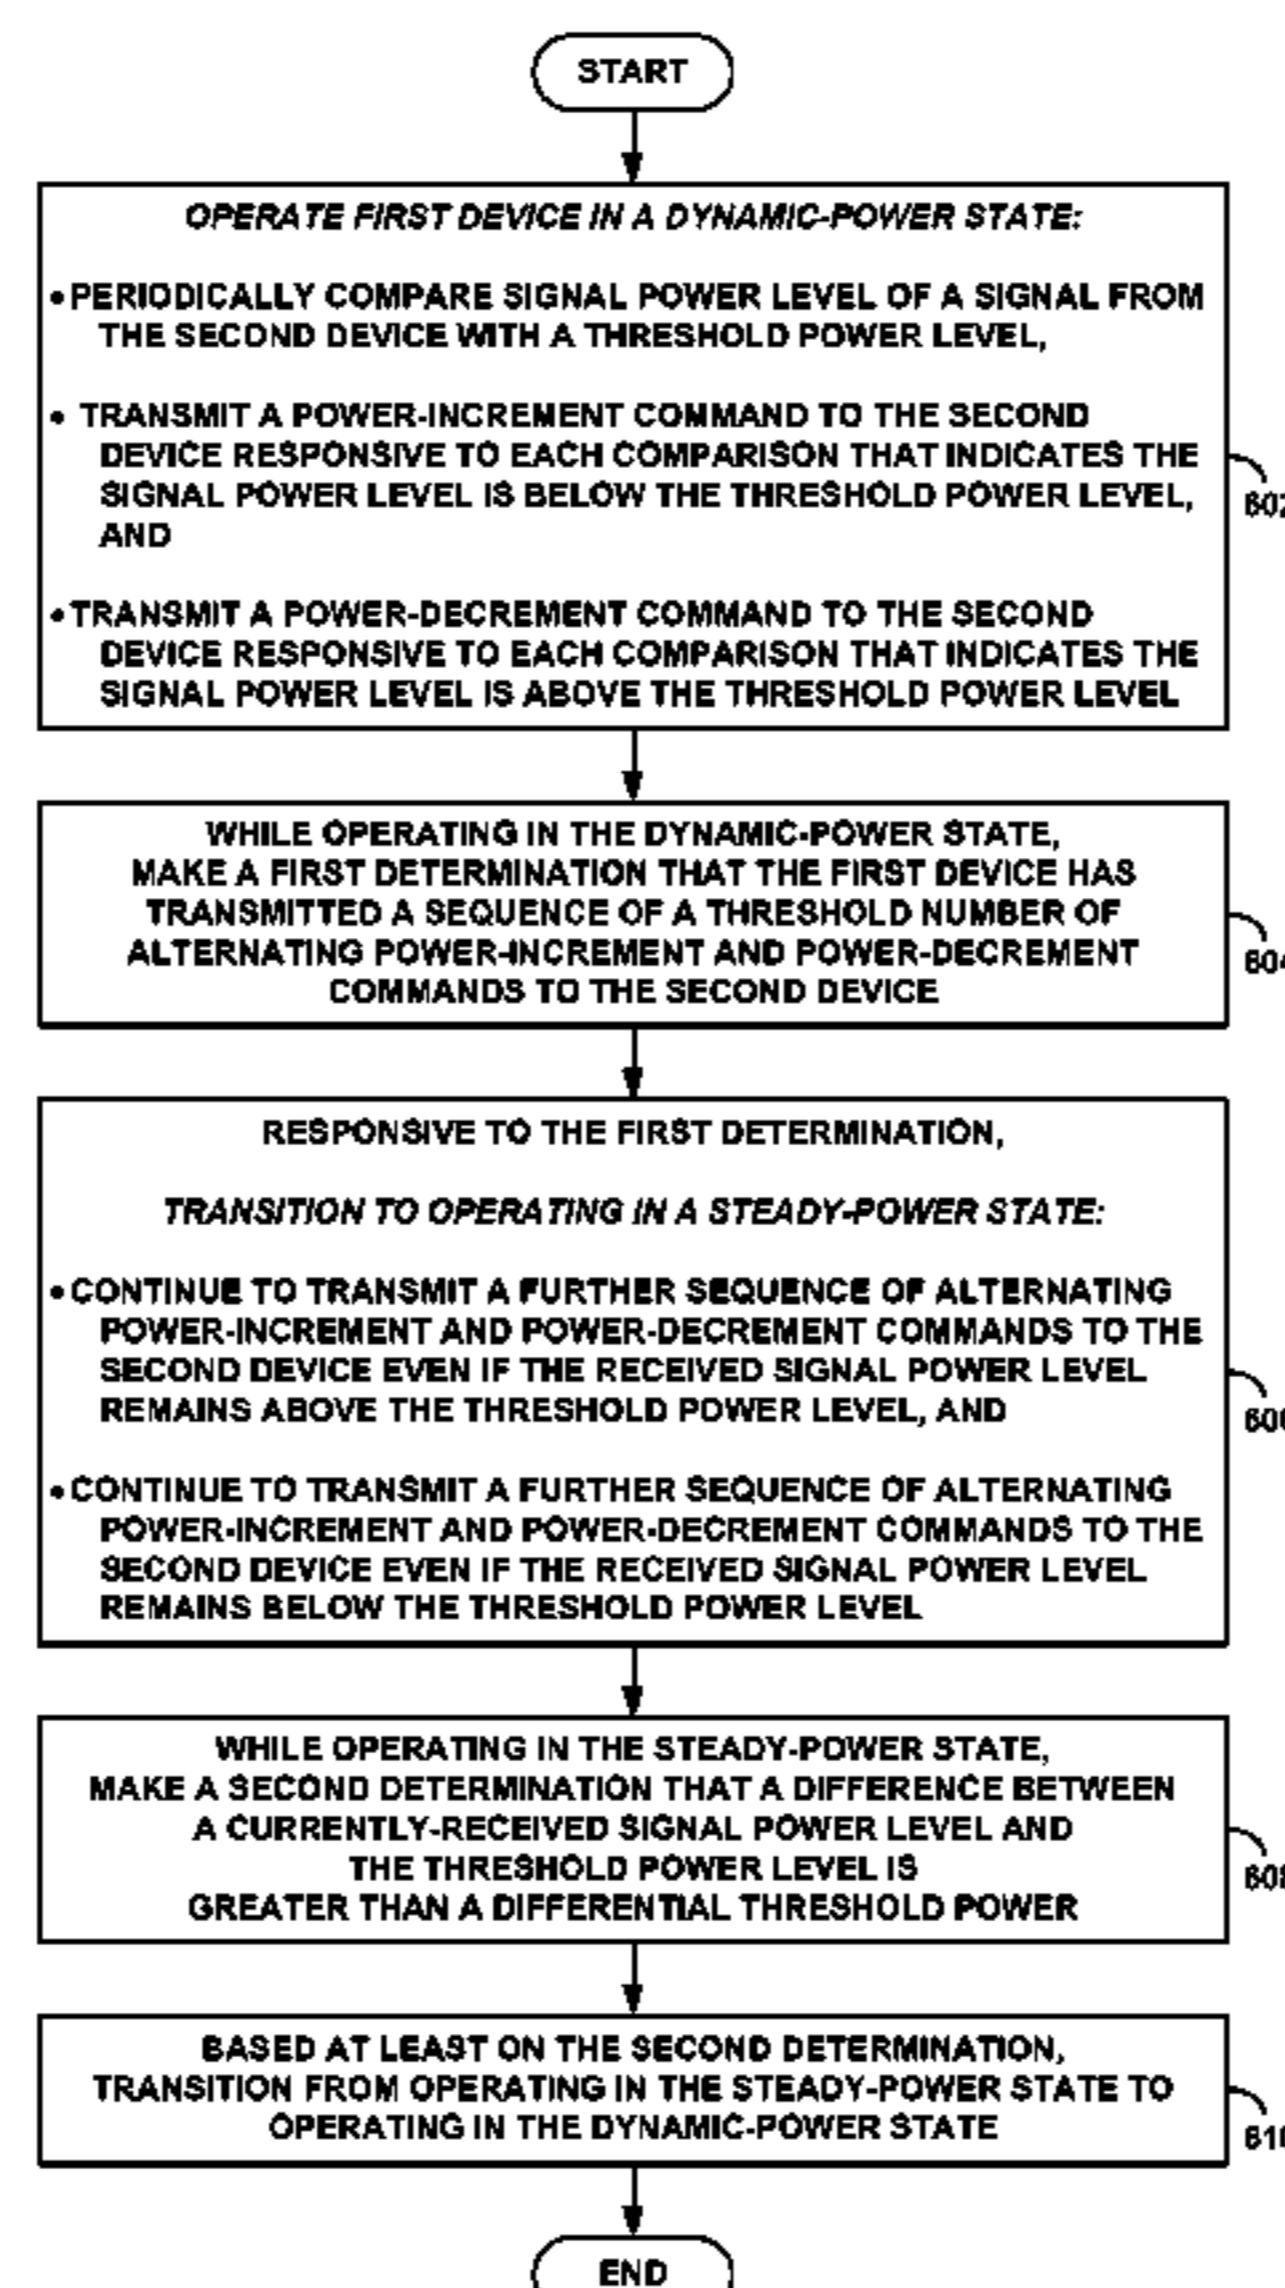 START
OPERATE FIRST DEVICE IN A DYNAMIC-POWER STATE:
• PERIODICALLY COMPARE SIGNAL POWER LEVEL OF A SIGNAL FROM
THE SECOND DEVICE WITH A THRESHOLD POWER LEVEL,
• TRANSMIT A POWER-INCREMENT COMMAND TO THE SECOND
DEVICE RESPONSIVE TO EACH COMPARISON THAT INDICATES THE
SIGNAL POWER LEVEL IS BELOW THE THRESHOLD POWER LEVEL,
AND
• TRANSMIT A POWER-DECREMENT COMMAND TO THE SECOND
DEVICE RESPONSIVE TO EACH COMPARISON THAT INDICATES THE
SIGNAL POWER LEVEL IS ABOVE THE THRESHOLD POWER LEVEL
WHILE OPERATING IN THE DYNAMIC-POWER STATE,
MAKE A FIRST DETERMINATION THAT THE FIRST DEVICE HAS
TRANSMITTED A SEQUENCE OF A THRESHOLD NUMBER OF
ALTERNATING POWER-INCREMENT AND POWER-DECREMENT
COMMANDS TO THE SECOND DEVICE
RESPONSIVE TO THE FIRST DETERMINATION,
TRANSITION TO OPERATING IN A STEADY-POWER STATE:
• CONTINUE TO TRANSMIT A FURTHER SEQUENCE OF ALTERNATING
POWER-INCREMENT AND POWER-DECREMENT COMMANDS TO THE
SECOND DEVICE EVEN IF THE RECEIVED SIGNAL POWER LEVEL
REMAINS ABOVE THE THRESHOLD POWER LEVEL, AND
• CONTINUE TO TRANSMIT A FURTHER SEQUENCE OF ALTERNATING
POWER-INCREMENT AND POWER-DECREMENT COMMANDS TO THE
SECOND DEVICE EVEN IF THE RECEIVED SIGNAL POWER LEVEL
REMAINS BELOW THE THRESHOLD POWER LEVEL
WHILE OPERATING IN THE STEADY-POWER STATE,
MAKE A SECOND DETERMINATION THAT A DIFFERENCE BETWEEN
A CURRENTLY-RECEIVED SIGNAL POWER LEVEL AND
THE THRESHOLD POWER LEVEL IS
GREATER THAN A DIFFERENTIAL THRESHOLD POWER
BASED AT LEAST ON THE SECOND DETERMINATION,
TRANSITION FROM OPERATING IN THE STEADY-POWER STATE TO
OPERATING IN THE DYNAMIC-POWER STATE
END